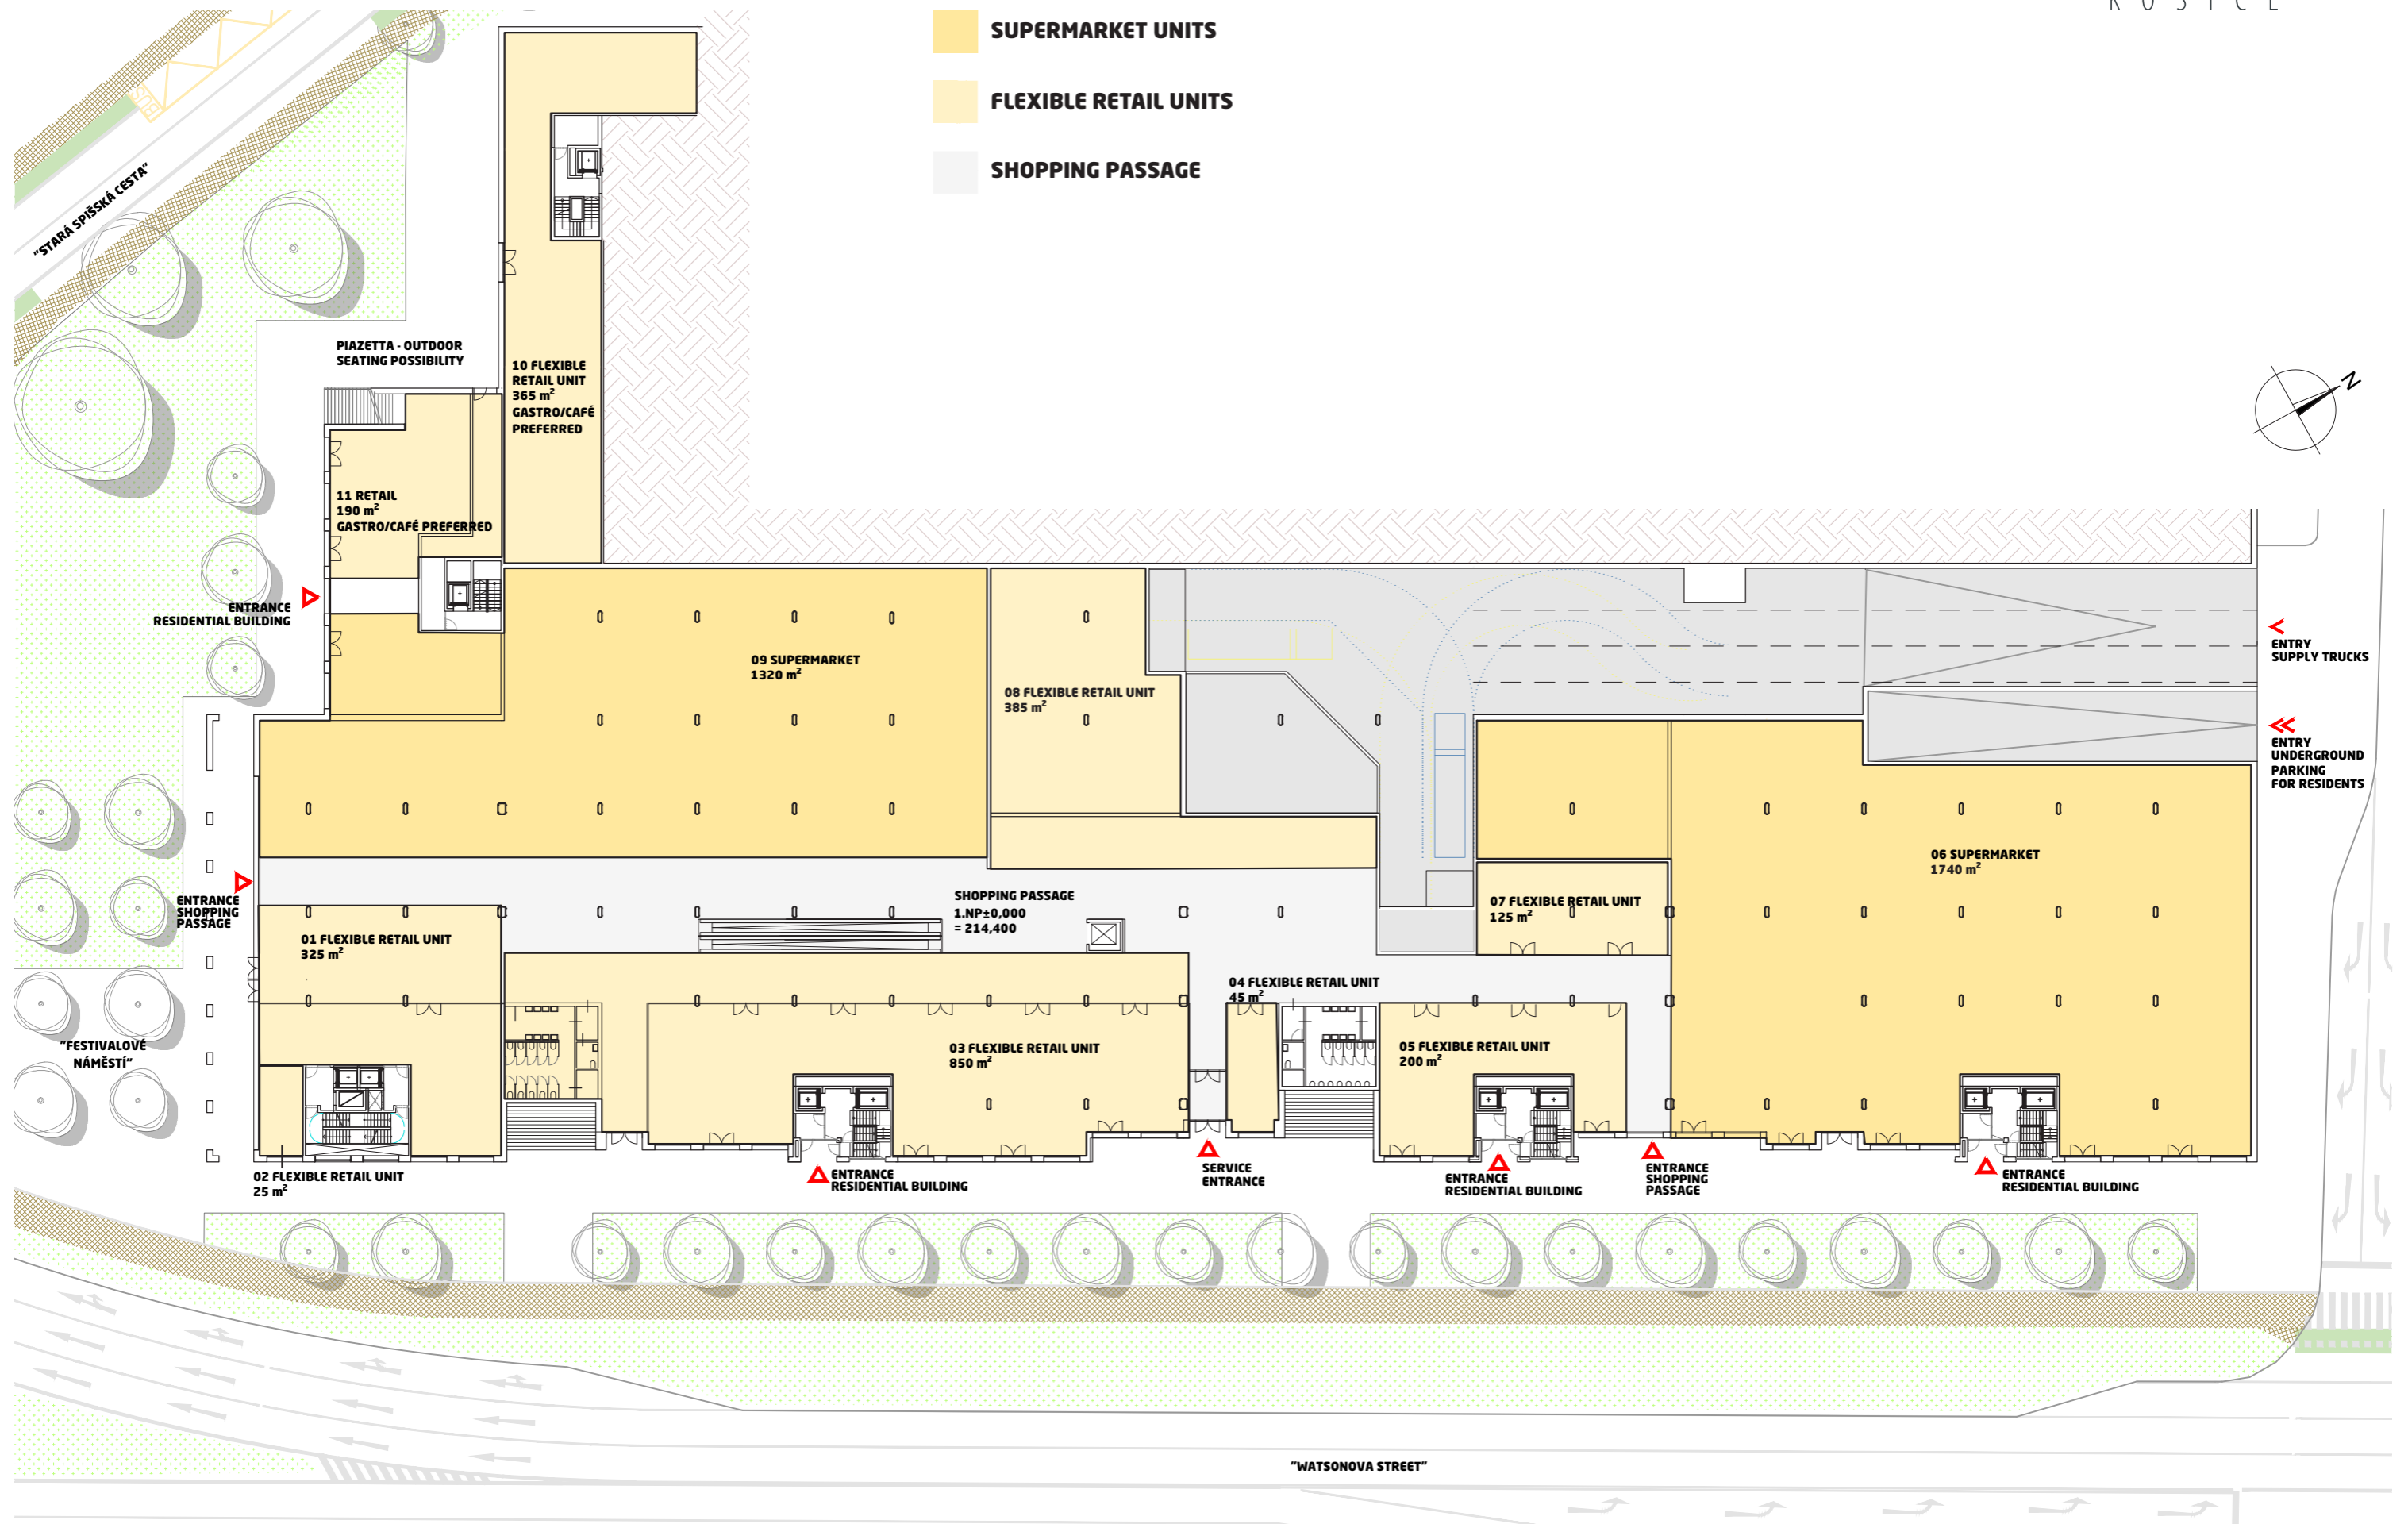 K O Š I C E
SUPERMARKET UNITS
FLEXIBLE RETAIL UNITS
SHOPPING PASSAGE
BUS
"STARÁ SPIŠSKÁ CESTA"
PIAZETTA - OUTDOOR
SEATING POSSIBILITY
10 FLEXIBLE
RETAIL UNIT
365 m²
GASTRO/CAFÉ
PREFERRED
N
11 RETAIL
190 m²
GASTRO/CAFÉ PREFERRED
ENTRANCE
RESIDENTIAL BUILDING
09 SUPERMARKET
1320 m²
08 FLEXIBLE RETAIL UNIT
385 m²
ENTRY
SUPPLY TRUCKS
ENTRY
UNDERGROUND
PARKING
FOR RESIDENTS
06 SUPERMARKET
1740 m²
ENTRANCE
SHOPPING
PASSAGE
SHOPPING PASSAGE
1.NP±0,000
= 214,400
07 FLEXIBLE RETAIL UNIT
125 m²
01 FLEXIBLE RETAIL UNIT
325 m²
04 FLEXIBLE RETAIL UNIT
45 m²
"FESTIVALOVÉ
NÁMĚSTÍ"
03 FLEXIBLE RETAIL UNIT
850 m²
05 FLEXIBLE RETAIL UNIT
200 m²
02 FLEXIBLE RETAIL UNIT
25 m²
ENTRANCE
RESIDENTIAL BUILDING
SERVICE
ENTRANCE
ENTRANCE
RESIDENTIAL BUILDING
ENTRANCE
SHOPPING
PASSAGE
ENTRANCE
RESIDENTIAL BUILDING
"WATSONOVA STREET"